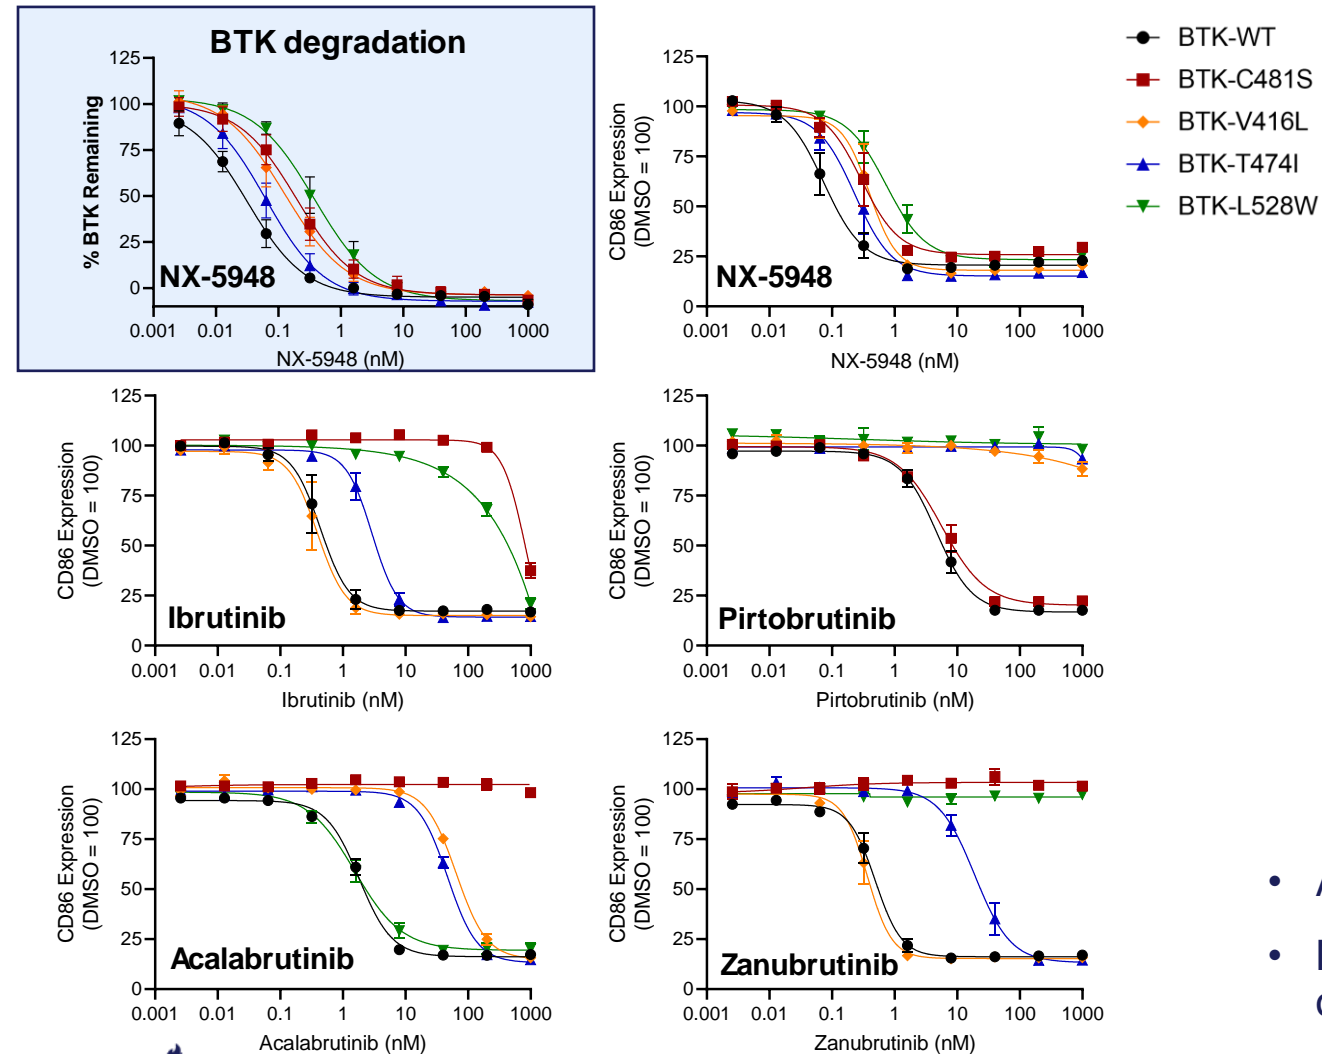 BTK degradation
125
100
75
50
25
0
% BTK Remaining
NX-5948
0.001 0.01 0.1 1 10 100 1000
NX-5948 (nM)
125
100
75
50
25
0
CD86 Expression
(DMSO = 100)
NX-5948
0.001 0.01 0.1 1 10 100 1000
NX-5948 (nM)
BTK-WT
BTK-C481S
BTK-V416L
BTK-T474I
BTK-L528W
125
100
75
50
25
0
CD86 Expression
(DMSO = 100)
Ibrutinib
0.001 0.01 0.1 1 10 100 1000
Ibrutinib (nM)
125
100
75
50
25
0
CD86 Expression
(DMSO = 100)
Pirtobrutinib
0.001 0.01 0.1 1 10 100 1000
Pirtobrutinib (nM)
125
100
75
50
25
0
CD86 Expression
(DMSO = 100)
Acalabrutinib
0.001 0.01 0.1 1 10 100 1000
Acalabrutinib (nM)
125
100
75
50
25
0
CD86 Expression
(DMSO = 100)
Zanubrutinib
0.001 0.01 0.1 1 10 100 1000
Zanubrutinib (nM)